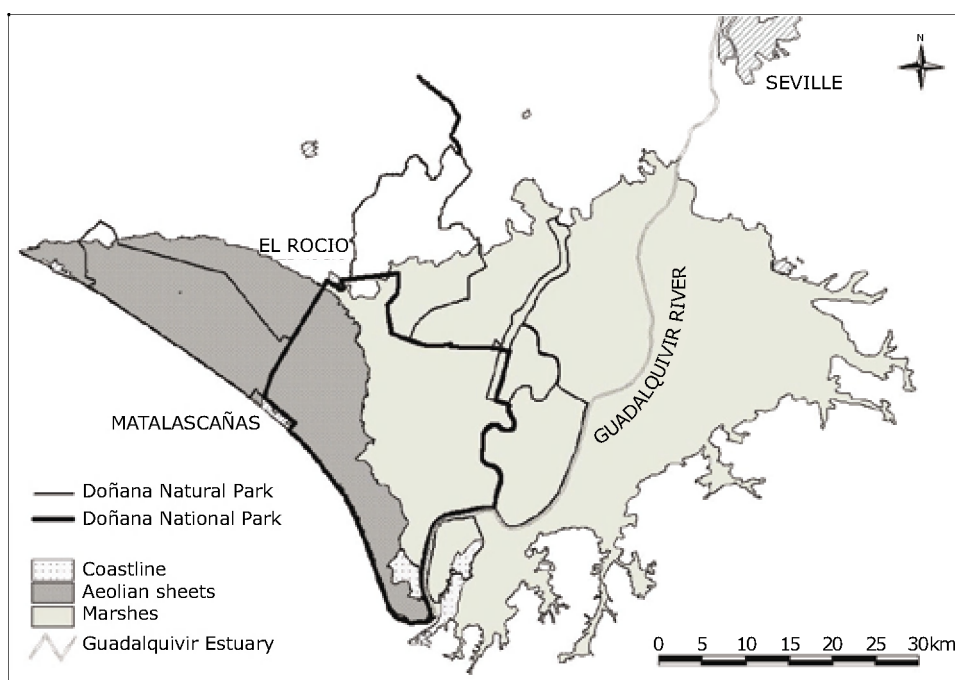 N
SEVILLE
EL ROCIO
GUADALQUIVIR RIVER
MATALASCAÑAS
Doñana Natural Park
Doñana National Park
Coastline
Aeolian sheets
Marshes
Guadalquivir Estuary
0 5 10 15 20 25 30km